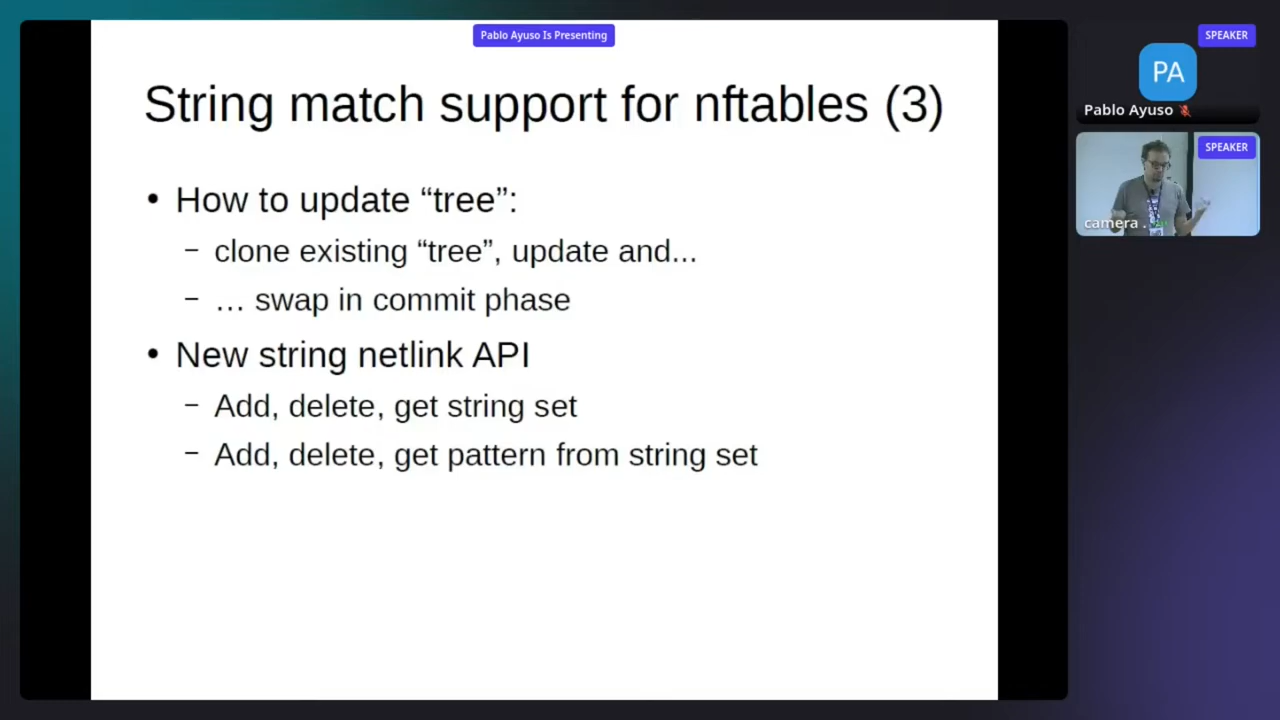 Pablo Ayuso Is Presenting
String match support for nftables (3)
• How to update “tree”:
– clone existing “tree”, update and...
– … swap in commit phase
• New string netlink API
– Add, delete, get string set
– Add, delete, get pattern from string set
SPEAKER
PA
Pablo Ayuso
SPEAKER
camera .